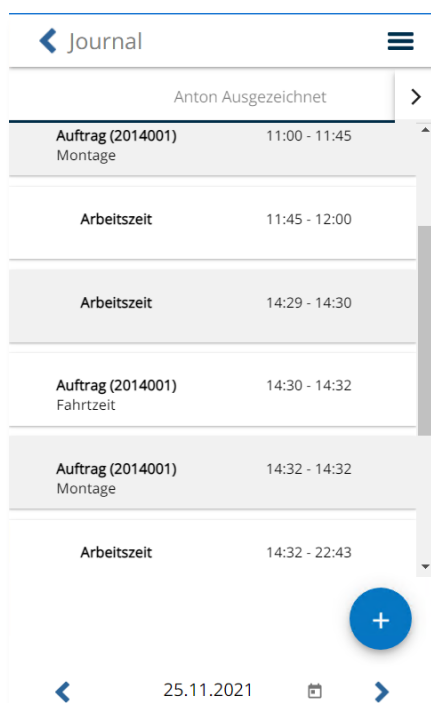 Journal
Anton Ausgezeichnet
Auftrag (2014001) 11:00 - 11:45
Montage
Arbeitszeit 11:45 - 12:00
Arbeitszeit 14:29 - 14:30
Auftrag (2014001) 14:30 - 14:32
Fahrtzeit
Auftrag (2014001) 14:32 - 14:32
Montage
Arbeitszeit 14:32 - 22:43
+
25.11.2021